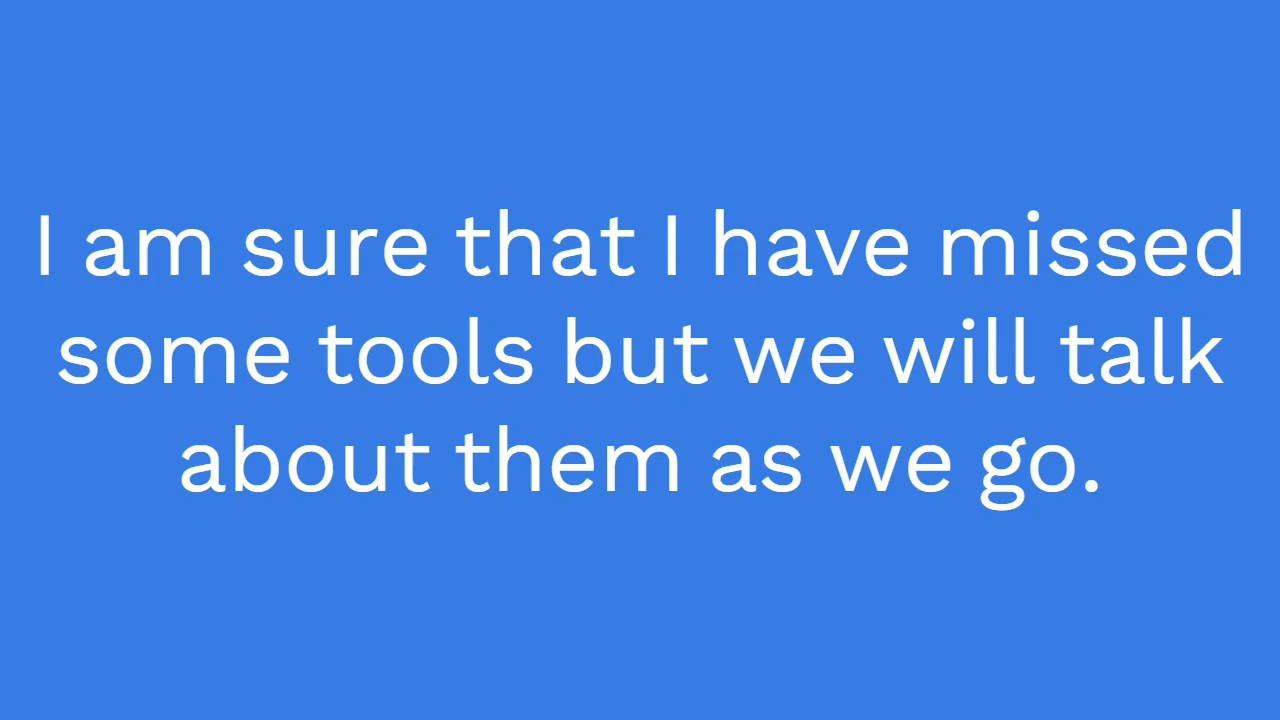 I am sure that I have missed
some tools but we will talk
about them as we go.